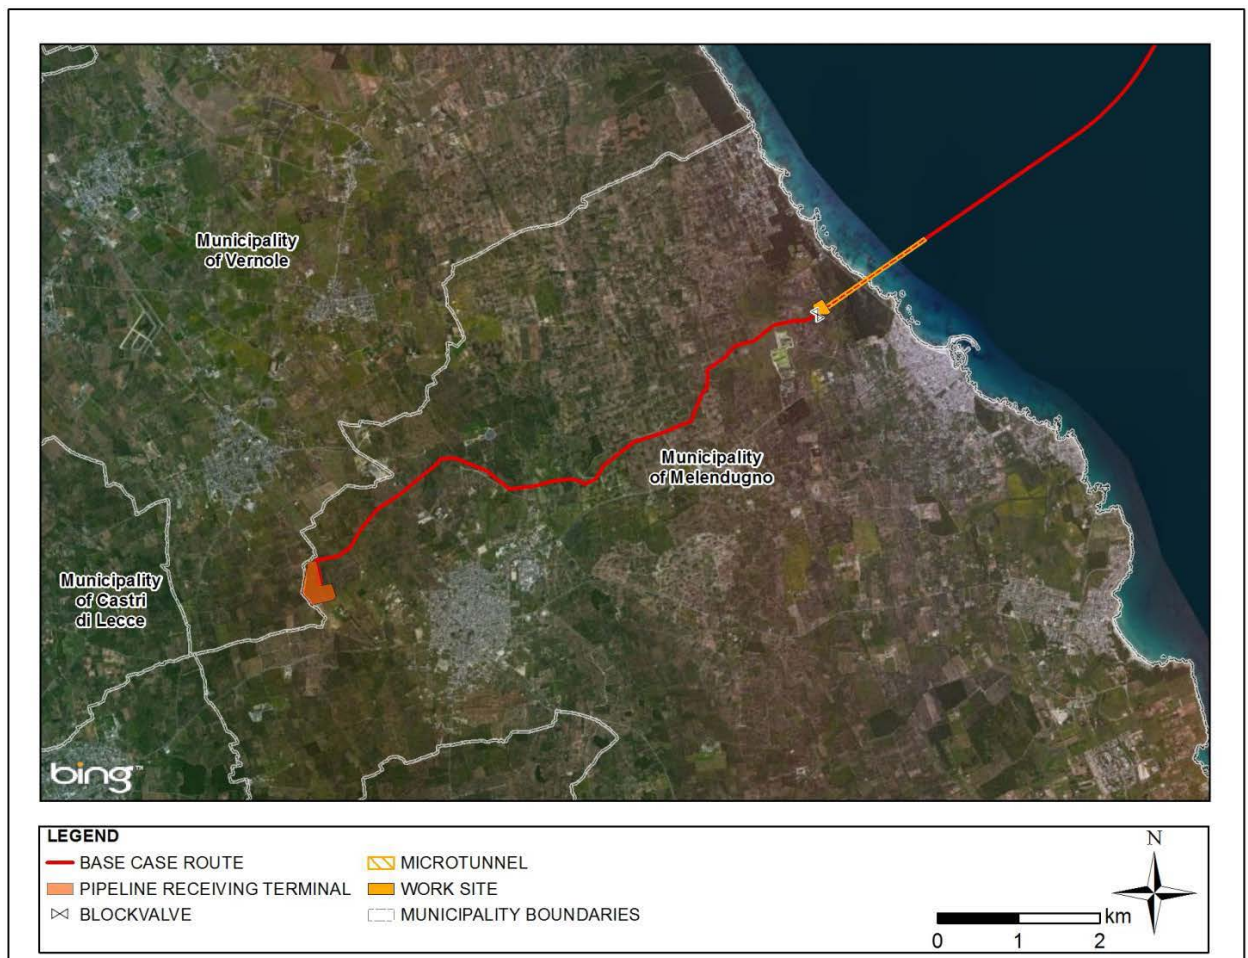 Municipality
of Vernole
Municipality
of Melendugno
Municipality
of Castri
di Lecce
bing™
LEGEND
BASE CASE ROUTE
MICROTUNNEL
PIPELINE RECEIVING TERMINAL
WORK SITE
BLOCKVALVE
MUNICIPALITY BOUNDARIES
N
km
0 1 2